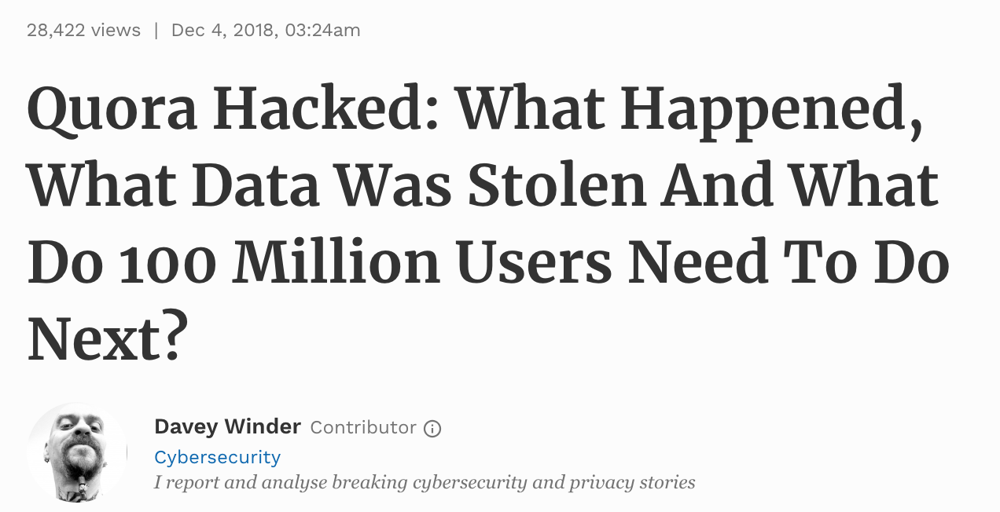 28,422 views | Dec 4, 2018, 03:24am
Quora Hacked: What Happened,
What Data Was Stolen And What
Do 100 Million Users Need To Do
Next?
Davey Winder Contributor
Cybersecurity
I report and analyse breaking cybersecurity and privacy stories